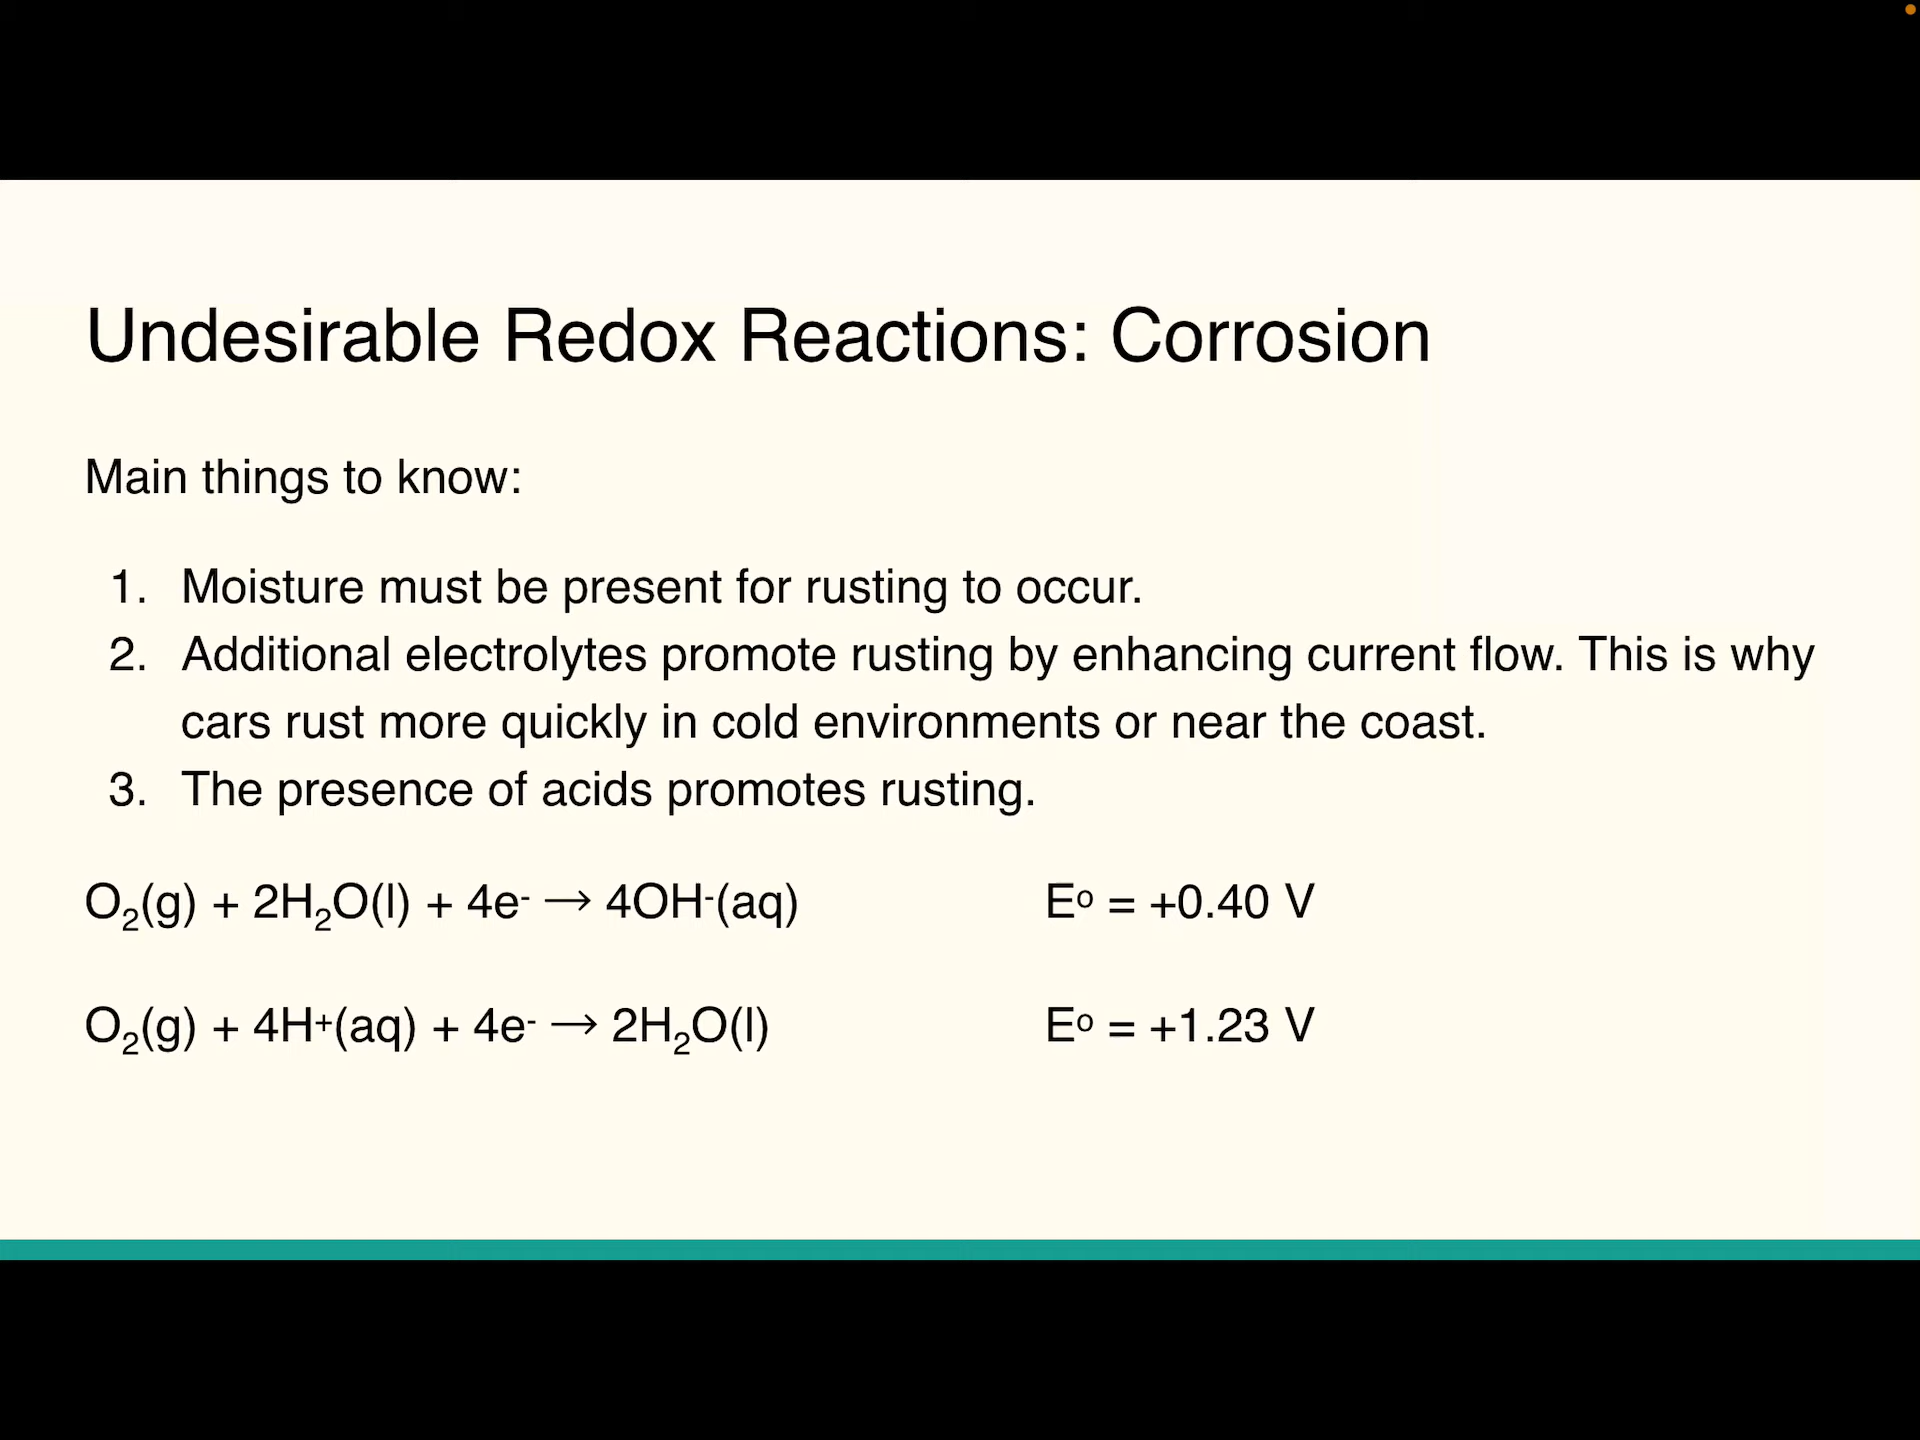 Undesirable Redox Reactions: Corrosion
Main things to know:
1. Moisture must be present for rusting to occur.
2. Additional electrolytes promote rusting by enhancing current flow. This is why
cars rust more quickly in cold environments or near the coast.
3. The presence of acids promotes rusting.
O₂(g) + 2H₂O(l) + 4e⁻ → 4OH⁻(aq) Eº = +0.40 V
O₂(g) + 4H⁺(aq) + 4e⁻ → 2H₂O(l) Eº = +1.23 V